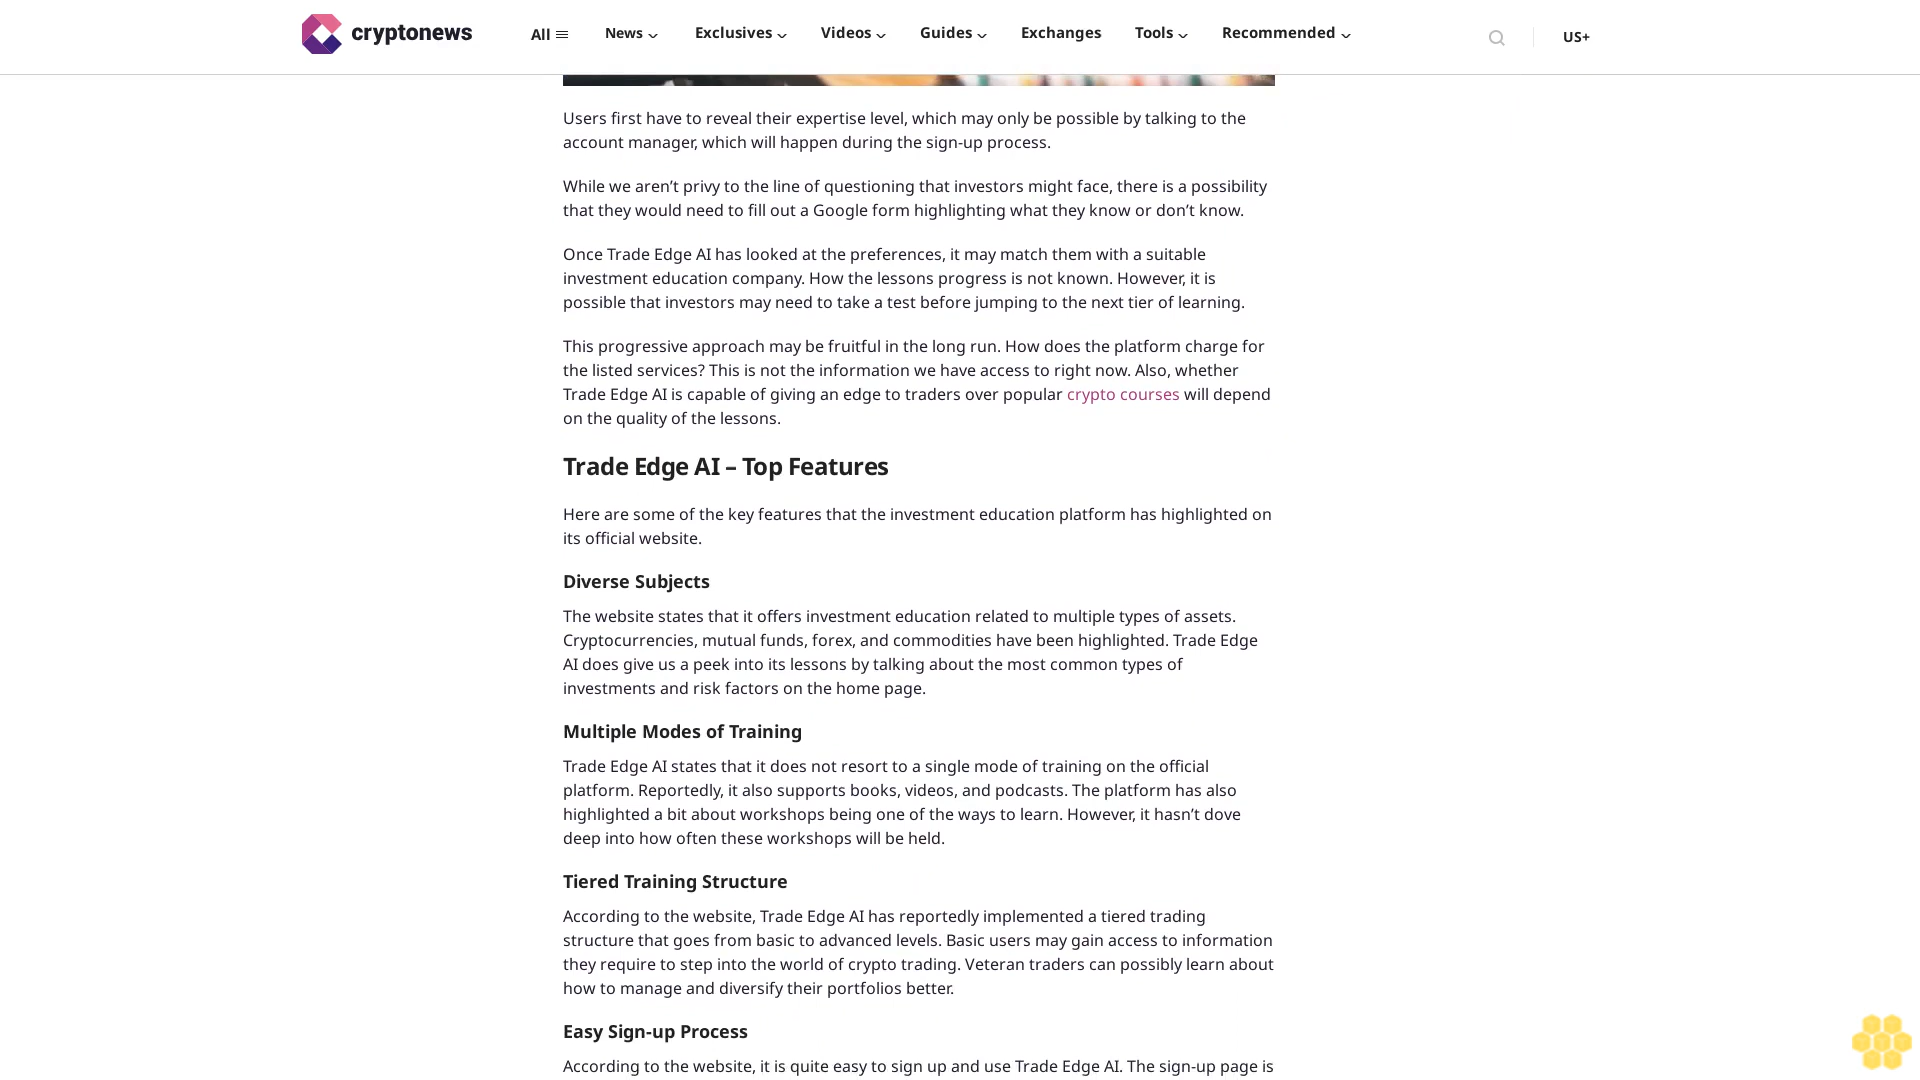 cryptonews
All
News
Exclusives
Videos
Guides
Exchanges
Tools
Recommended
US+
Users first have to reveal their expertise level, which may only be possible by talking to the
account manager, which will happen during the sign-up process.
While we aren’t privy to the line of questioning that investors might face, there is a possibility
that they would need to fill out a Google form highlighting what they know or don’t know.
Once Trade Edge AI has looked at the preferences, it may match them with a suitable
investment education company. How the lessons progress is not known. However, it is
possible that investors may need to take a test before jumping to the next tier of learning.
This progressive approach may be fruitful in the long run. How does the platform charge for
the listed services? This is not the information we have access to right now. Also, whether
Trade Edge AI is capable of giving an edge to traders over popular crypto courses will depend
on the quality of the lessons.
Trade Edge AI – Top Features
Here are some of the key features that the investment education platform has highlighted on
its official website.
Diverse Subjects
The website states that it offers investment education related to multiple types of assets.
Cryptocurrencies, mutual funds, forex, and commodities have been highlighted. Trade Edge
AI does give us a peek into its lessons by talking about the most common types of
investments and risk factors on the home page.
Multiple Modes of Training
Trade Edge AI states that it does not resort to a single mode of training on the official
platform. Reportedly, it also supports books, videos, and podcasts. The platform has also
highlighted a bit about workshops being one of the ways to learn. However, it hasn’t dove
deep into how often these workshops will be held.
Tiered Training Structure
According to the website, Trade Edge AI has reportedly implemented a tiered trading
structure that goes from basic to advanced levels. Basic users may gain access to information
they require to step into the world of crypto trading. Veteran traders can possibly learn about
how to manage and diversify their portfolios better.
Easy Sign-up Process
According to the website, it is quite easy to sign up and use Trade Edge AI. The sign-up page is